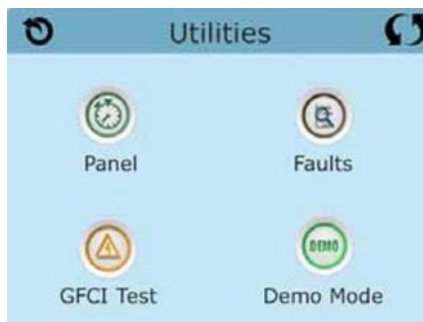 Utilities
Panel
Faults
DEMO
GFCI Test
Demo Mode